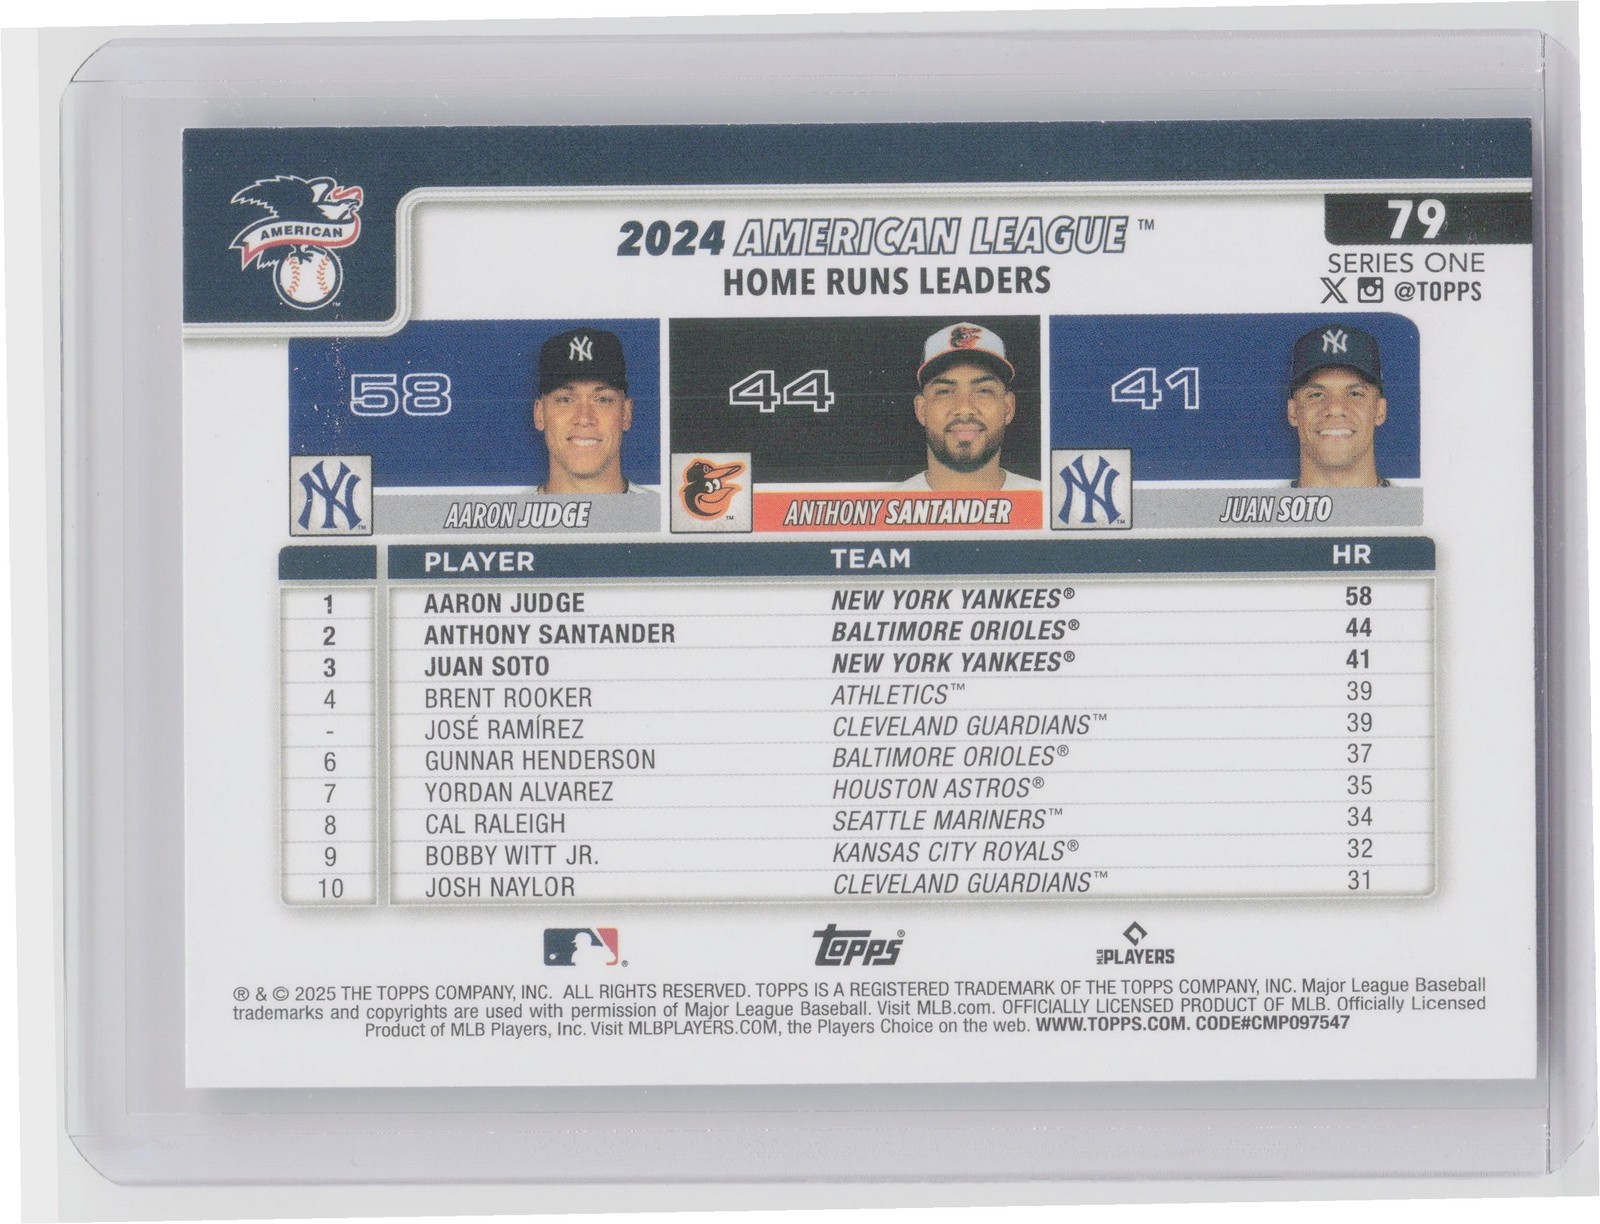 AMERICAN
™
2024 AMERICAN LEAGUE™
HOME RUNS LEADERS
79
SERIES ONE
@TOPPS
58
NY
NY™
AARON JUDGE
44
™
ANTHONY SANTANDER
41
NY
NY™
JUAN SOTO
PLAYER TEAM HR
1 AARON JUDGE NEW YORK YANKEES® 58
2 ANTHONY SANTANDER BALTIMORE ORIOLES® 44
3 JUAN SOTO NEW YORK YANKEES® 41
4 BRENT ROOKER ATHLETICS™ 39
- JOSÉ RAMÍREZ CLEVELAND GUARDIANS™ 39
6 GUNNAR HENDERSON BALTIMORE ORIOLES® 37
7 YORDAN ALVAREZ HOUSTON ASTROS® 35
8 CAL RALEIGH SEATTLE MARINERS™ 34
9 BOBBY WITT JR. KANSAS CITY ROYALS® 32
10 JOSH NAYLOR CLEVELAND GUARDIANS™ 31
® topps® MLB PLAYERS
® & © 2025 THE TOPPS COMPANY, INC. ALL RIGHTS RESERVED. TOPPS IS A REGISTERED TRADEMARK OF THE TOPPS COMPANY, INC. Major League Baseball
trademarks and copyrights are used with permission of Major League Baseball. Visit MLB.com. OFFICIALLY LICENSED PRODUCT OF MLB. Officially Licensed
Product of MLB Players, Inc. Visit MLBPLAYERS.COM, the Players Choice on the web. WWW.TOPPS.COM. CODE#CMP097547